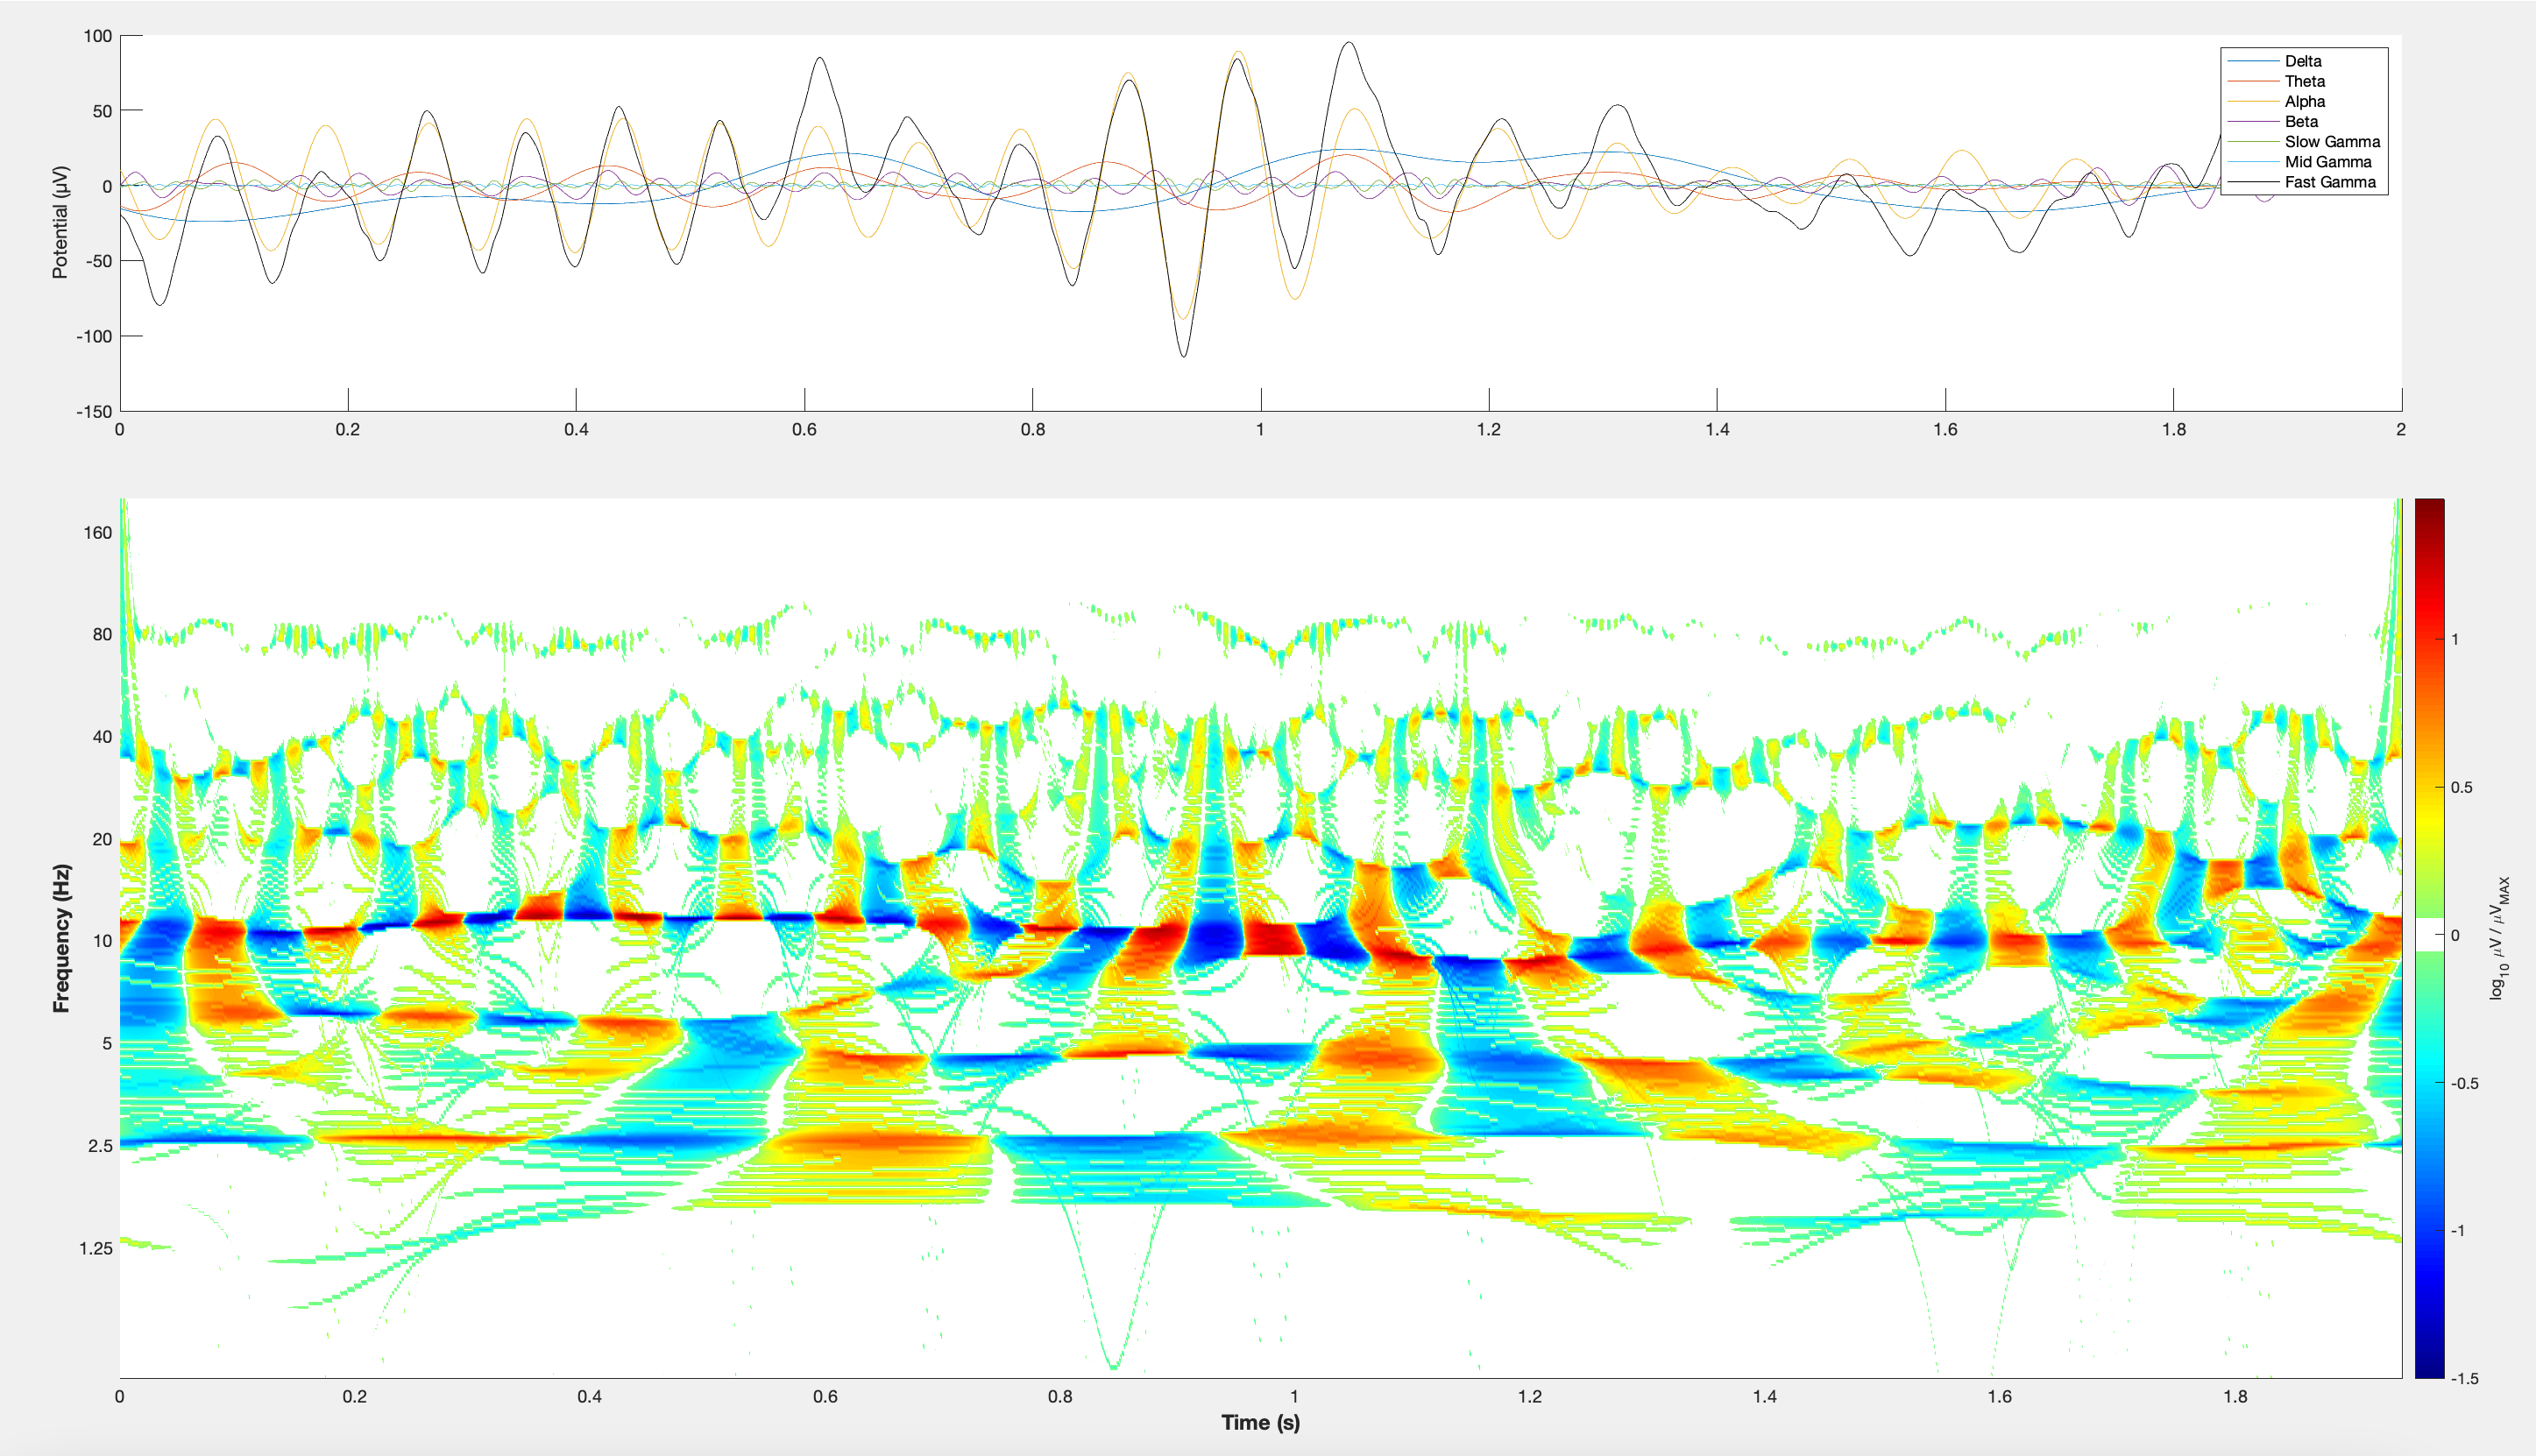 100
50
0
-50
-100
-150
Potential (μV)
0 0.2 0.4 0.6 0.8 1 1.2 1.4 1.6 1.8 2
Delta
Theta
Alpha
Beta
Slow Gamma
Mid Gamma
Fast Gamma
160
80
40
20
10
5
2.5
1.25
Frequency (Hz)
0 0.2 0.4 0.6 0.8 1 1.2 1.4 1.6 1.8
Time (s)
1
0.5
0
-0.5
-1
-1.5
log10 μV / μVMAX